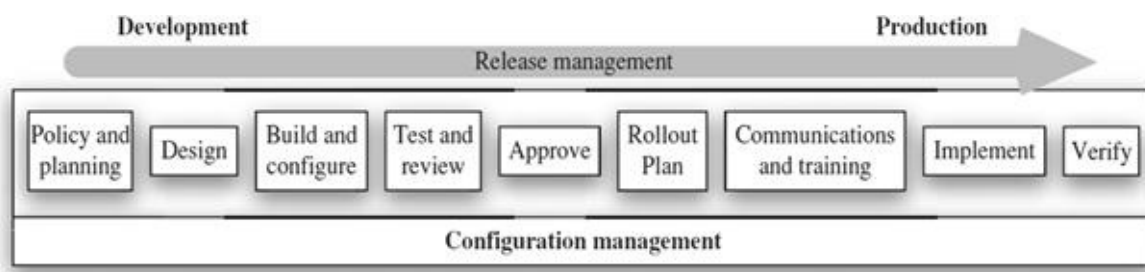 Development
Production
Release management
Policy and
planning
Design
Build and
configure
Test and
review
Approve
Rollout
Plan
Communications
and training
Implement
Verify
Configuration management